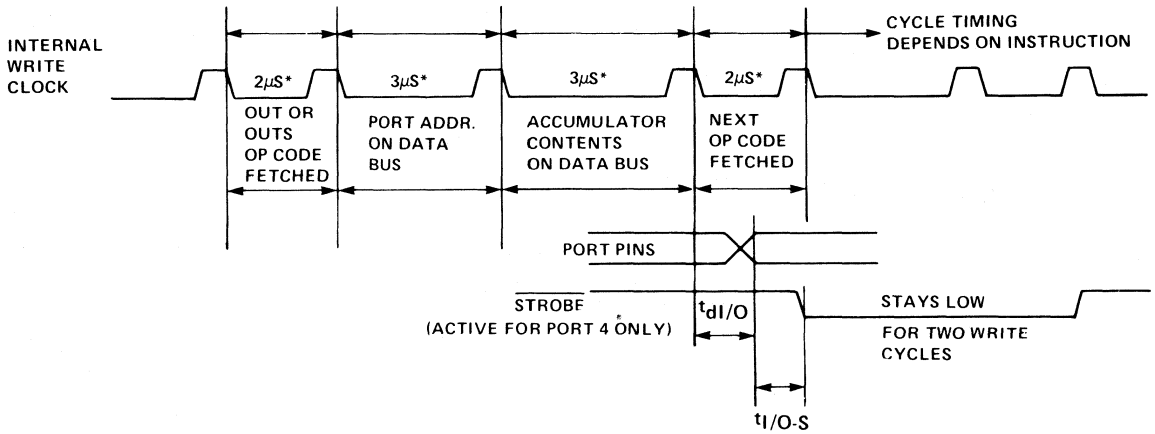 INTERNAL
WRITE
CLOCK
2μS*
3μS*
3μS*
2μS*
CYCLE TIMING
DEPENDS ON INSTRUCTION
OUT OR
OUTS
OP CODE
FETCHED
PORT ADDR.
ON DATA
BUS
ACCUMULATOR
CONTENTS
ON DATA BUS
NEXT
OP CODE
FETCHED
PORT PINS
STROBE
(ACTIVE FOR PORT 4 ONLY)
tdI/O
STAYS LOW
FOR TWO WRITE
CYCLES
tI/O-S